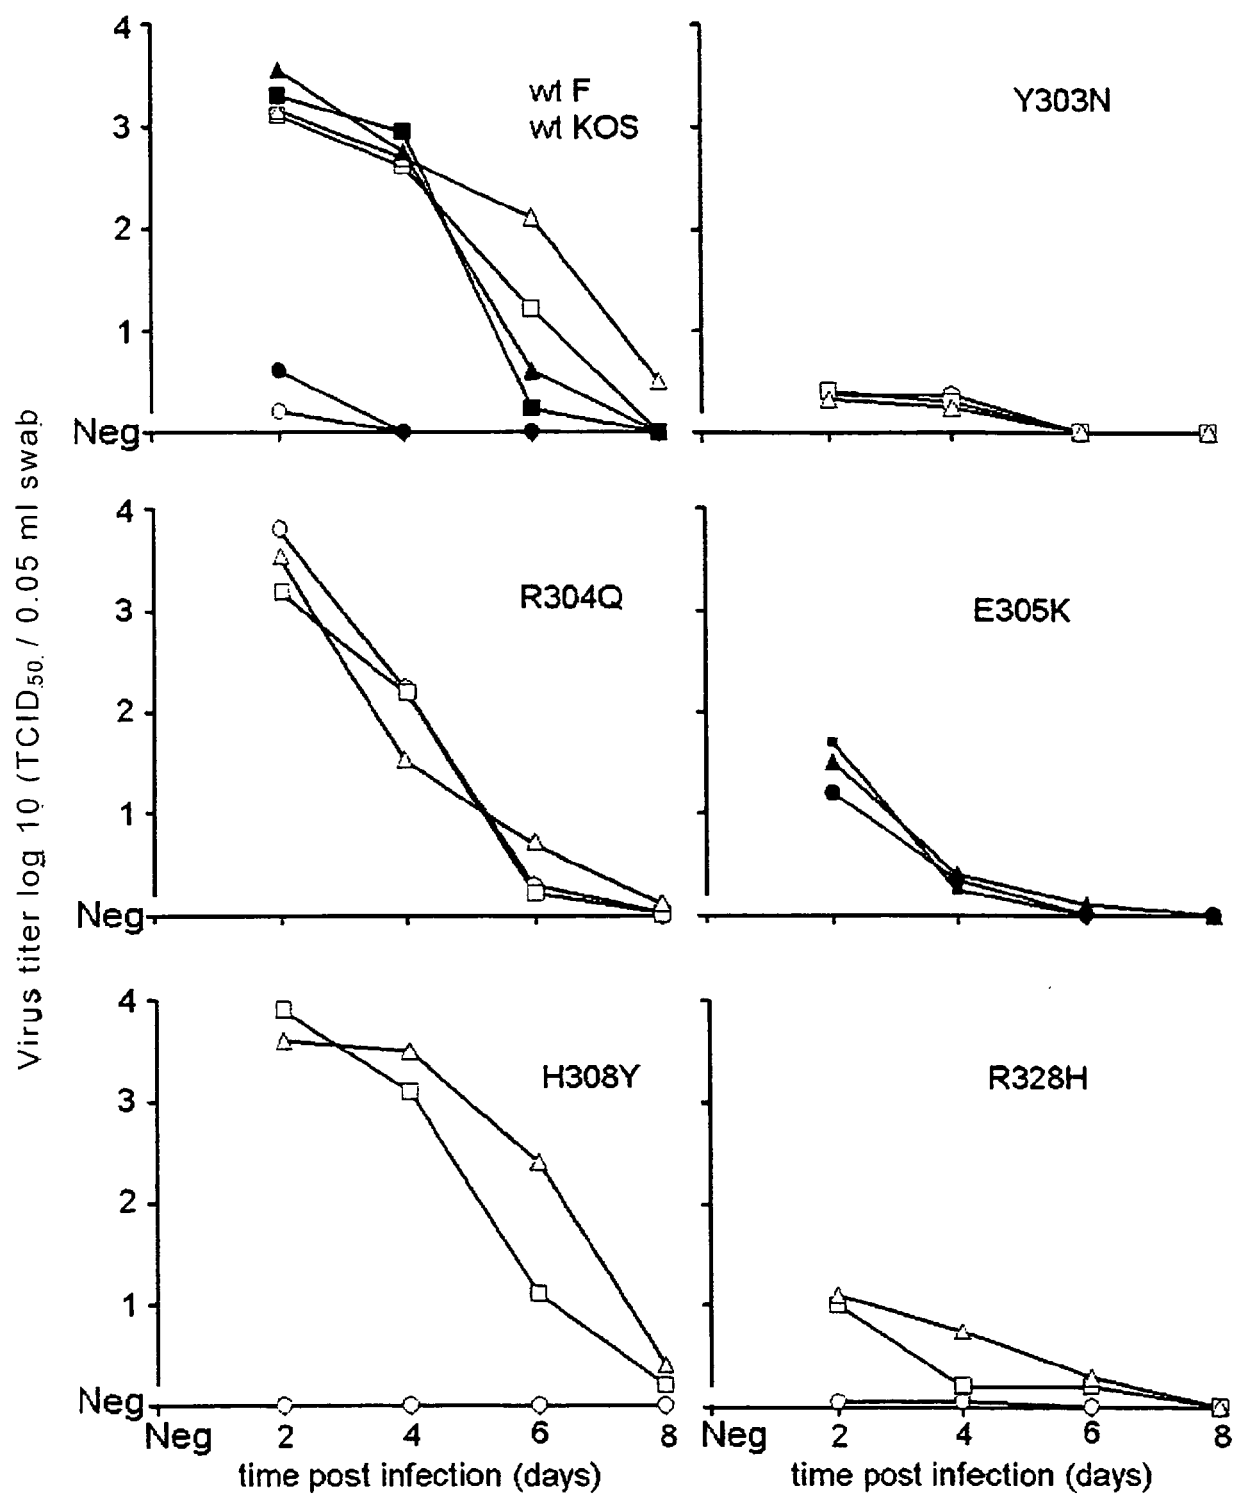 Virus titer log 10 (TCID50. / 0.05 ml swab
4
3
2
1
Neg
wt F
wt KOS
Y303N
4
3
2
1
Neg
R304Q
E305K
4
3
2
1
Neg
H308Y
R328H
Neg 2 4 6 8 Neg 2 4 6 8
time post infection (days) time post infection (days)